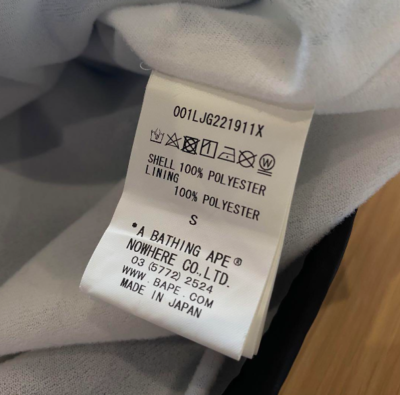 001LJG221911X
SHELL 100% POLYESTER
LINING
100% POLYESTER
S
•A BATHING APE®
NOWHERE CO.,LTD.
03 (5772) 2524
WWW.BAPE.COM
MADE IN JAPAN